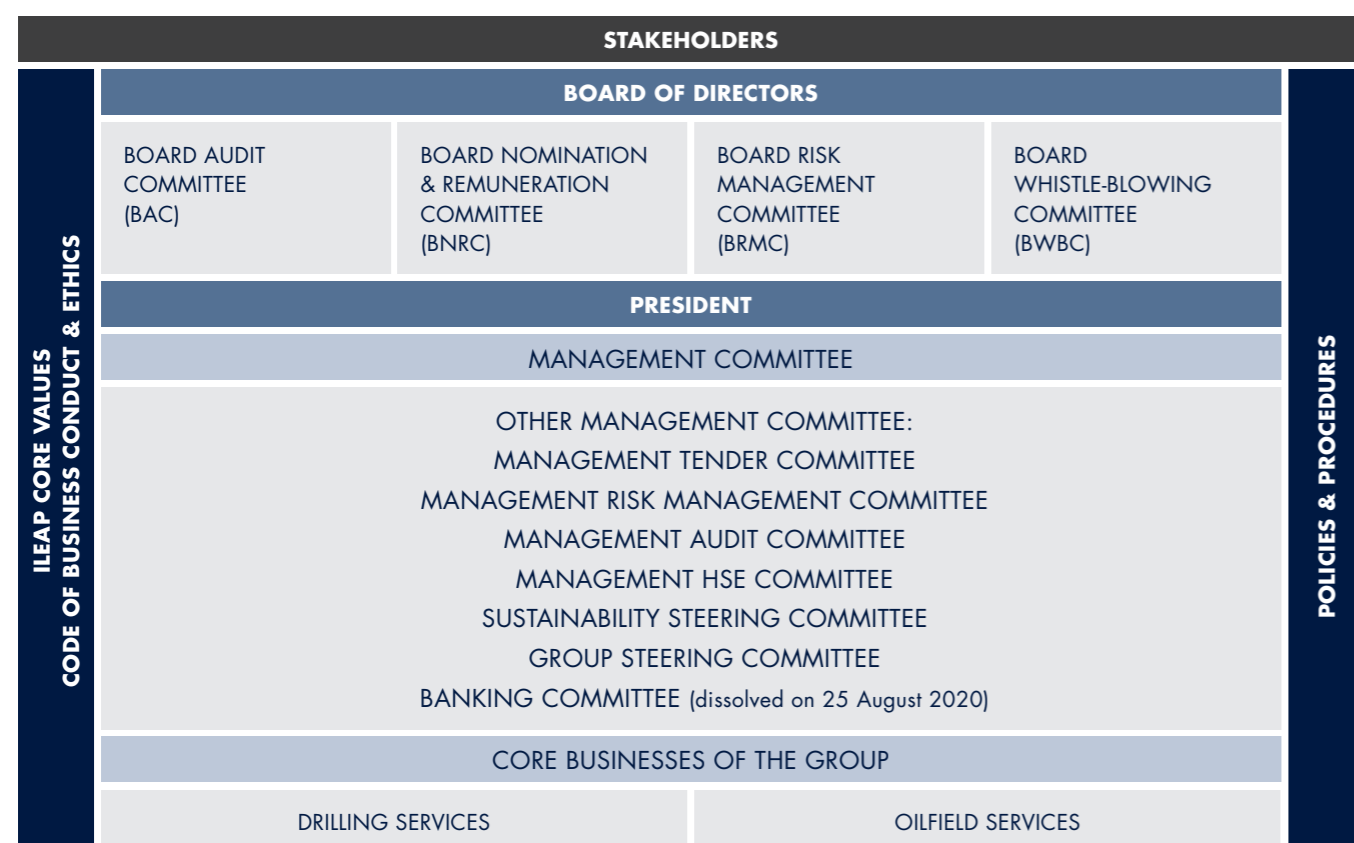 STAKEHOLDERS
ILEAP CORE VALUES
CODE OF BUSINESS CONDUCT & ETHICS
BOARD OF DIRECTORS
BOARD AUDIT
COMMITTEE
(BAC)
BOARD NOMINATION
& REMUNERATION
COMMITTEE
(BNRC)
BOARD RISK
MANAGEMENT
COMMITTEE
(BRMC)
BOARD
WHISTLE-BLOWING
COMMITTEE
(BWBC)
PRESIDENT
MANAGEMENT COMMITTEE
OTHER MANAGEMENT COMMITTEE:
MANAGEMENT TENDER COMMITTEE
MANAGEMENT RISK MANAGEMENT COMMITTEE
MANAGEMENT AUDIT COMMITTEE
MANAGEMENT HSE COMMITTEE
SUSTAINABILITY STEERING COMMITTEE
GROUP STEERING COMMITTEE
BANKING COMMITTEE (dissolved on 25 August 2020)
CORE BUSINESSES OF THE GROUP
DRILLING SERVICES
OILFIELD SERVICES
POLICIES & PROCEDURES